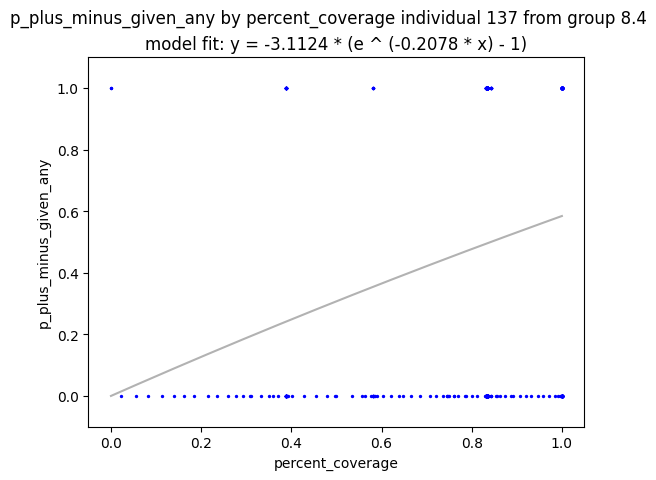 p_plus_minus_given_any by percent_coverage individual 137 from group 8.4
model fit: y = -3.1124 * (e ^ (-0.2078 * x) - 1)
1.0
0.8
0.6
0.4
0.2
0.0
p_plus_minus_given_any
0.0 0.2 0.4 0.6 0.8 1.0
percent_coverage